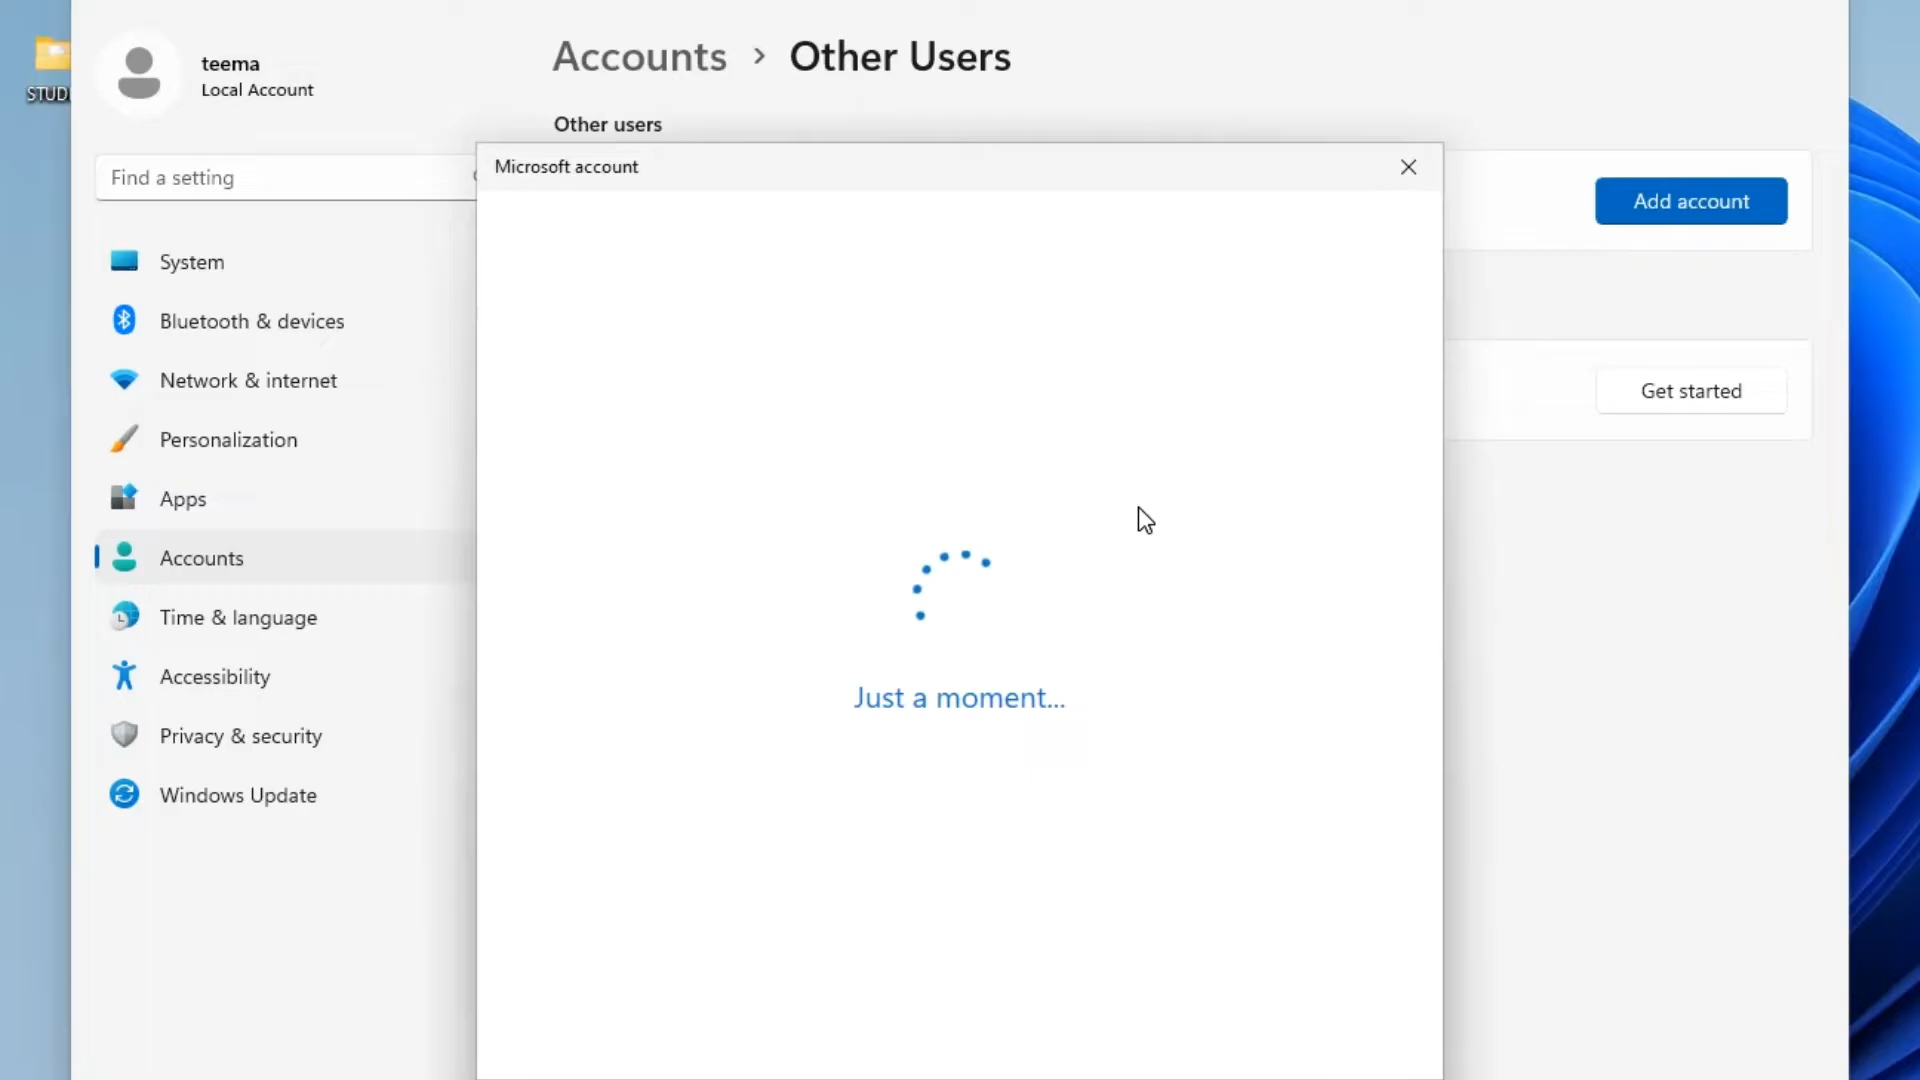 STUD
teema
Local Account
Find a setting
System
Bluetooth & devices
Network & internet
Personalization
Apps
Accounts
Time & language
Accessibility
Privacy & security
Windows Update
Accounts > Other Users
Other users
Add account
Get started
Microsoft account
Just a moment...